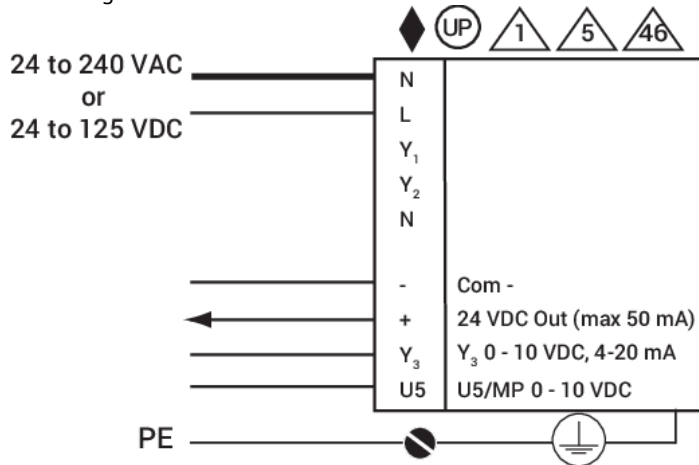 UP 1 5 46
24 to 240 VAC
or
24 to 125 VDC
N
L
Y₁
Y₂
N
- Com -
+ 24 VDC Out (max 50 mA)
Y₃ Y₃ 0 - 10 VDC, 4-20 mA
U5 U5/MP 0 - 10 VDC
PE